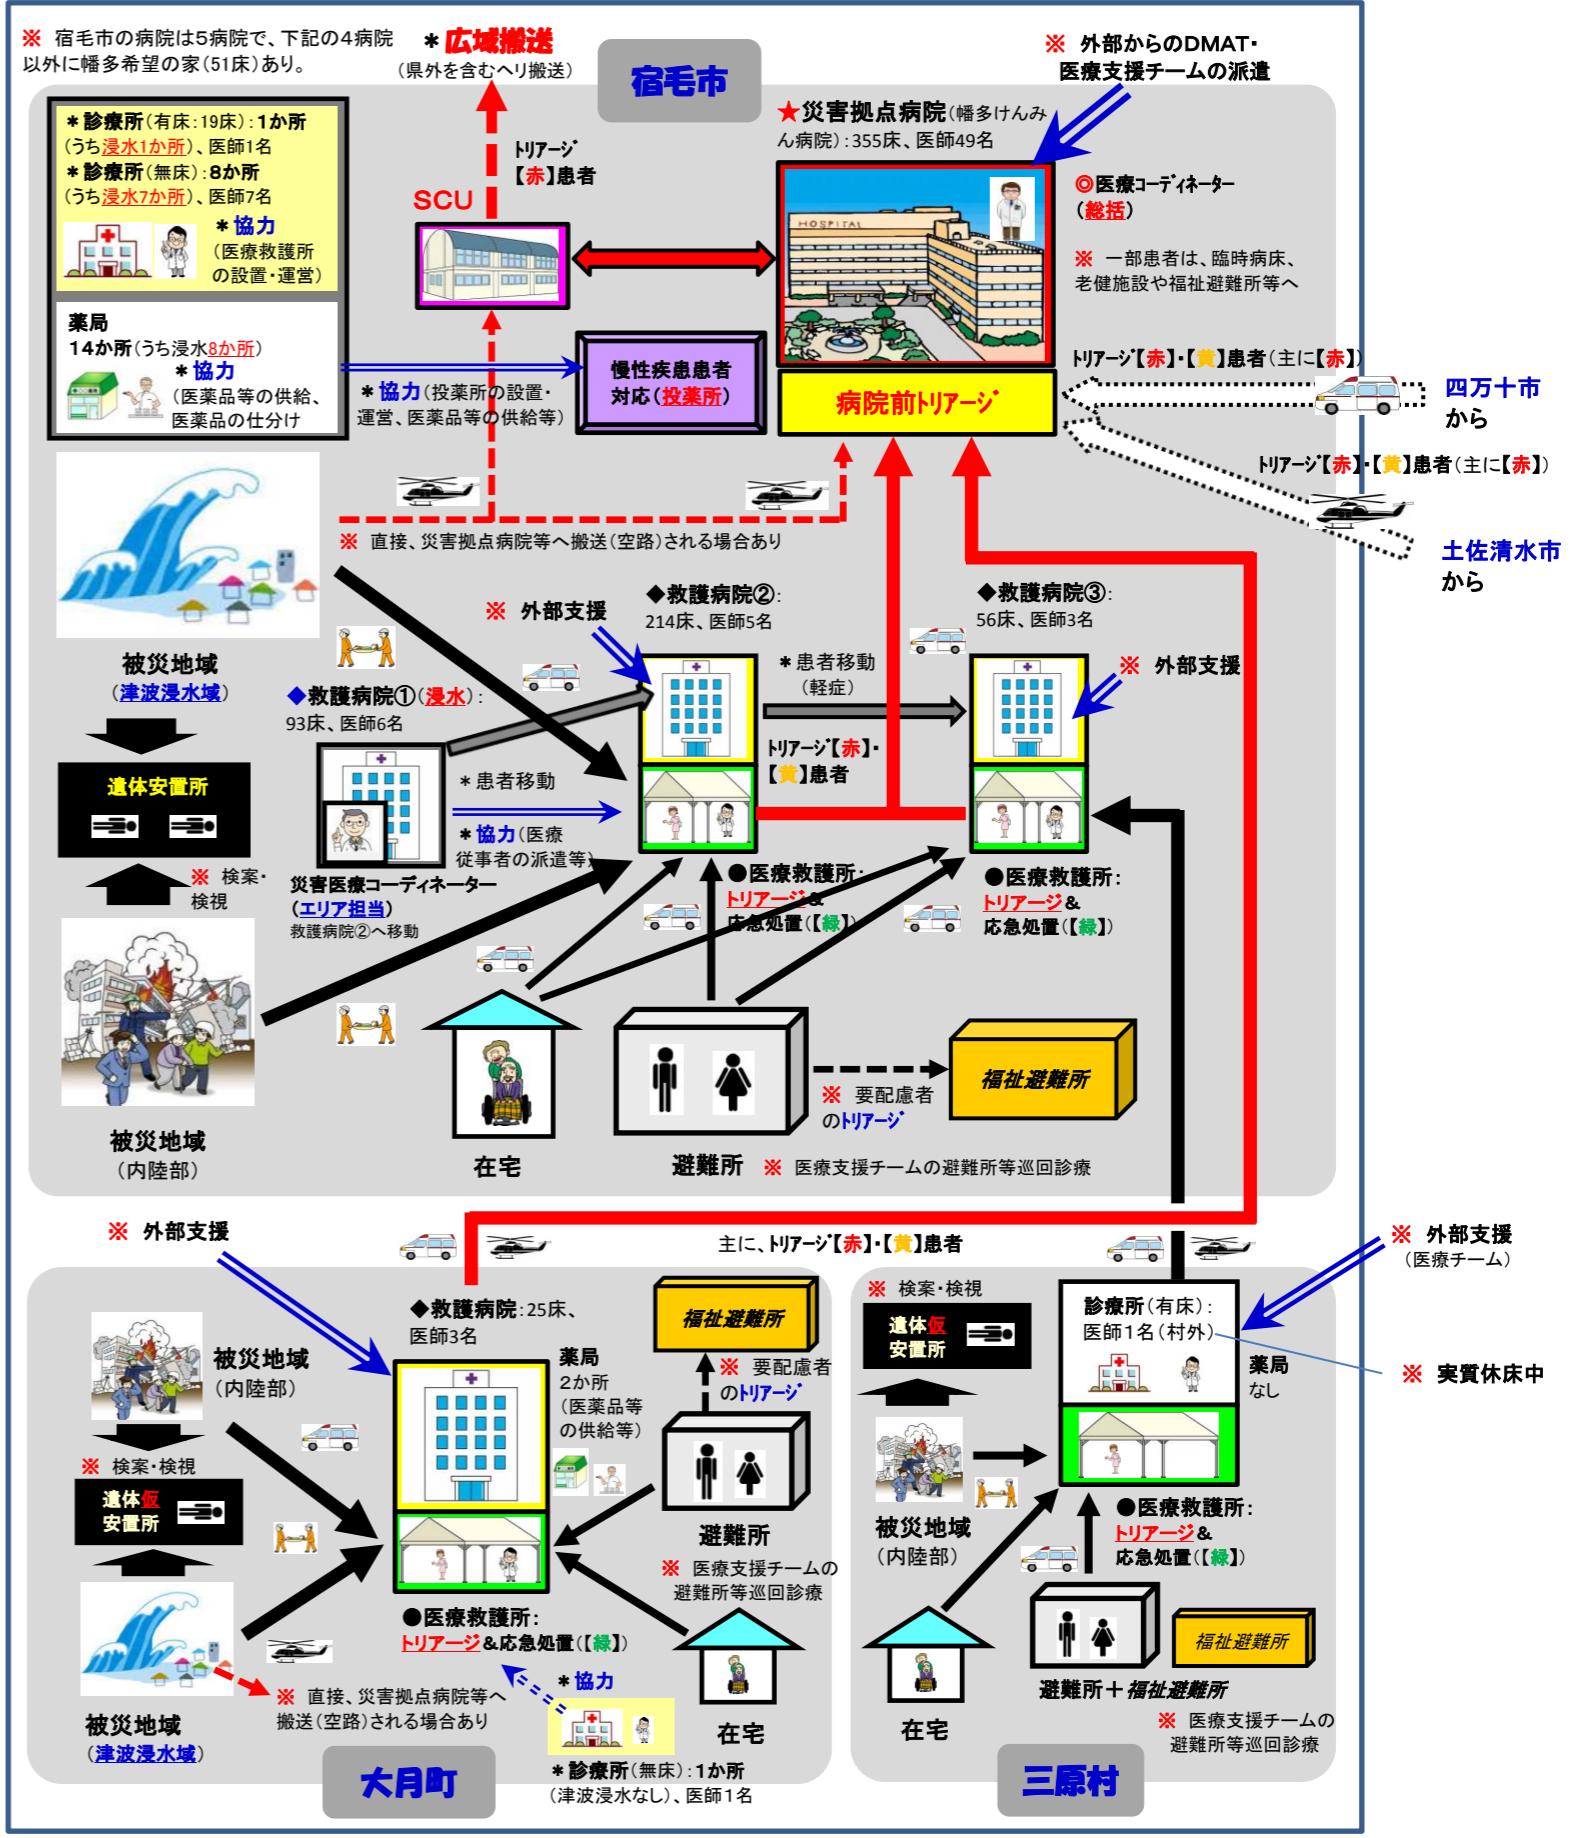 ※ 宿毛市の病院は5病院で、下記の4病院
以外に幡多希望の家(51床)あり。
＊広域搬送
(県外を含むヘリ搬送)
宿毛市
※ 外部からのDMAT・
医療支援チームの派遣
＊診療所(有床:19床):1か所
(うち浸水1か所)、医師1名
＊診療所(無床):8か所
(うち浸水7か所)、医師7名
＊協力
(医療救護所
の設置・運営)
薬局
14か所(うち浸水8か所)
＊協力
(医薬品等の供給、
医薬品の仕分け
トリアージ
【赤】患者
SCU
★災害拠点病院(幡多けんみ
ん病院):355床、医師49名
HOSPITAL
◎医療コーディネーター
(総括)
※ 一部患者は、臨時病床、
老健施設や福祉避難所等へ
慢性疾患患者
対応(投薬所)
＊協力(投薬所の設置・
運営、医薬品等の供給等)
病院前トリアージ
トリアージ【赤】・【黄】患者(主に【赤】)
四万十市
から
トリアージ【赤】・【黄】患者(主に【赤】)
土佐清水市
から
※ 直接、災害拠点病院等へ搬送(空路)される場合あり
被災地域
(津波浸水域)
※ 外部支援
◆救護病院②:
214床、医師5名
◆救護病院③:
56床、医師3名
※ 外部支援
＊患者移動
(軽症)
◆救護病院①(浸水):
93床、医師6名
トリアージ【赤】・
【黄】患者
＊患者移動
＊協力(医療
従事者の派遣等)
遺体安置所
※ 検案・
検視
災害医療コーディネーター
(エリア担当)
救護病院②へ移動
●医療救護所:
トリアージ&
応急処置(【緑】)
●医療救護所:
トリアージ&
応急処置(【緑】)
被災地域
(内陸部)
在宅
避難所
※ 要配慮者
のトリアージ
福祉避難所
※ 医療支援チームの避難所等巡回診療
※ 外部支援
主に、トリアージ【赤】・【黄】患者
※ 外部支援
(医療チーム)
被災地域
(内陸部)
※ 検案・検視
遺体仮
安置所
被災地域
(津波浸水域)
◆救護病院:25床、
医師3名
薬局
2か所
(医薬品等
の供給等)
福祉避難所
※ 要配慮者
のトリアージ
避難所
※ 医療支援チームの
避難所等巡回診療
●医療救護所:
トリアージ&応急処置(【緑】)
※ 直接、災害拠点病院等へ
搬送(空路)される場合あり
＊協力
＊診療所(無床):1か所
(津波浸水なし)、医師1名
在宅
大月町
※ 検案・検視
遺体仮
安置所
診療所(有床):
医師1名(村外)
薬局
なし
※ 実質休床中
被災地域
(内陸部)
●医療救護所:
トリアージ&
応急処置(【緑】)
在宅
福祉避難所
避難所＋福祉避難所
※ 医療支援チームの
避難所等巡回診療
三原村